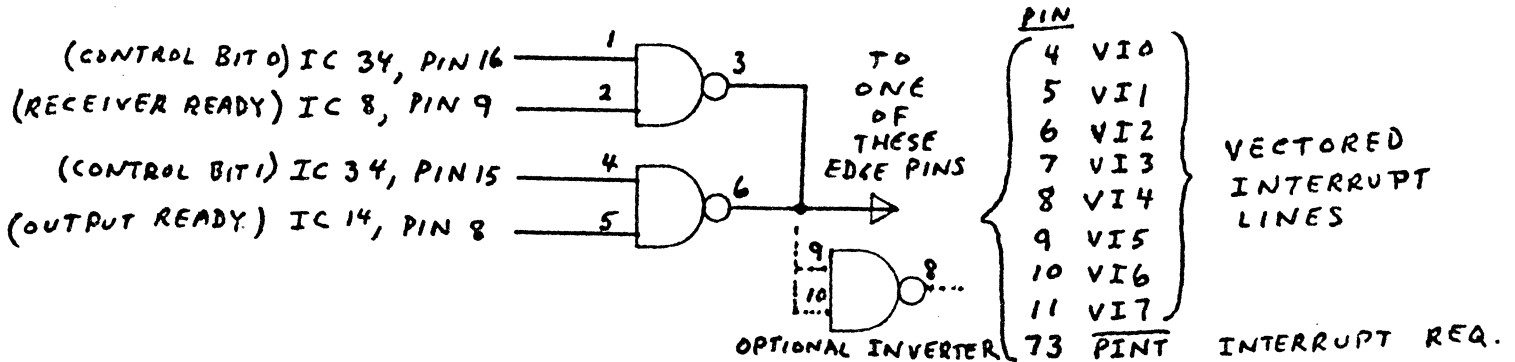 (CONTROL BIT 0) IC 34, PIN 16
1
3
(RECEIVER READY) IC 8, PIN 9
2
(CONTROL BIT 1) IC 34, PIN 15
4
6
(OUTPUT READY) IC 14, PIN 8
5
9
10
8
OPTIONAL INVERTER
TO
ONE
OF
THESE
EDGE PINS
PIN
4 VI0
5 VI1
6 VI2
7 VI3
8 VI4
9 VI5
10 VI6
11 VI7
73 PINT INTERRUPT REQ.
VECTORED
INTERRUPT
LINES